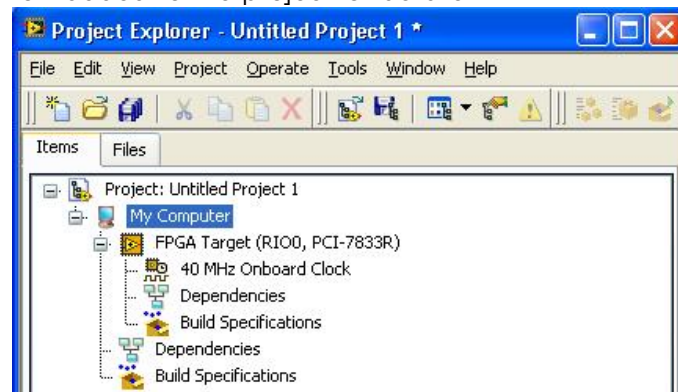 Project Explorer - Untitled Project 1 *
File Edit View Project Operate Tools Window Help
Items Files
Project: Untitled Project 1
My Computer
FPGA Target (RIO0, PCI-7833R)
40 MHz Onboard Clock
Dependencies
Build Specifications
Dependencies
Build Specifications